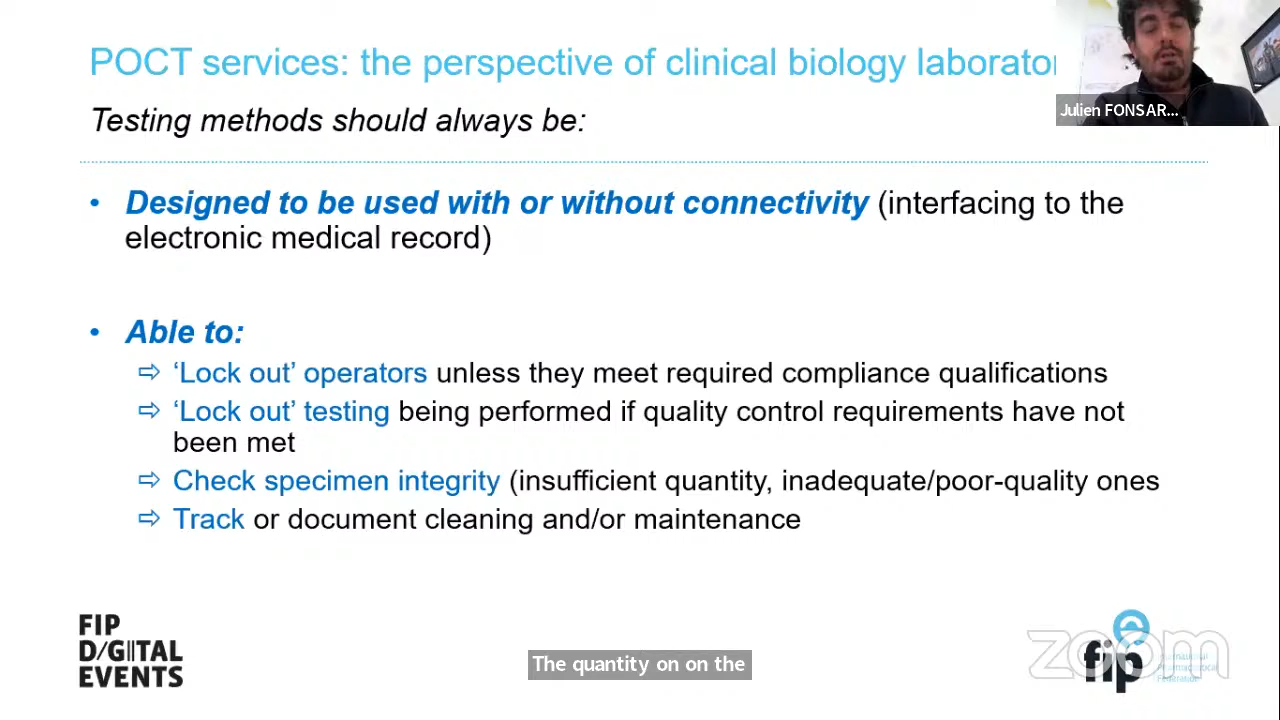 POCT services: the perspective of clinical biology
Julien FONSAR...
Testing methods should always be:
• Designed to be used with or without connectivity (interfacing to the
electronic medical record)
• Able to:
⇨ ‘Lock out’ operators unless they meet required compliance qualifications
⇨ ‘Lock out’ testing being performed if quality control requirements have not
been met
⇨ Check specimen integrity (insufficient quantity, inadequate/poor-quality ones
⇨ Track or document cleaning and/or maintenance
FIP
D/GITAL
EVENTS
The quantity on on the
zoom
fip
Pharmaceutical
Federation